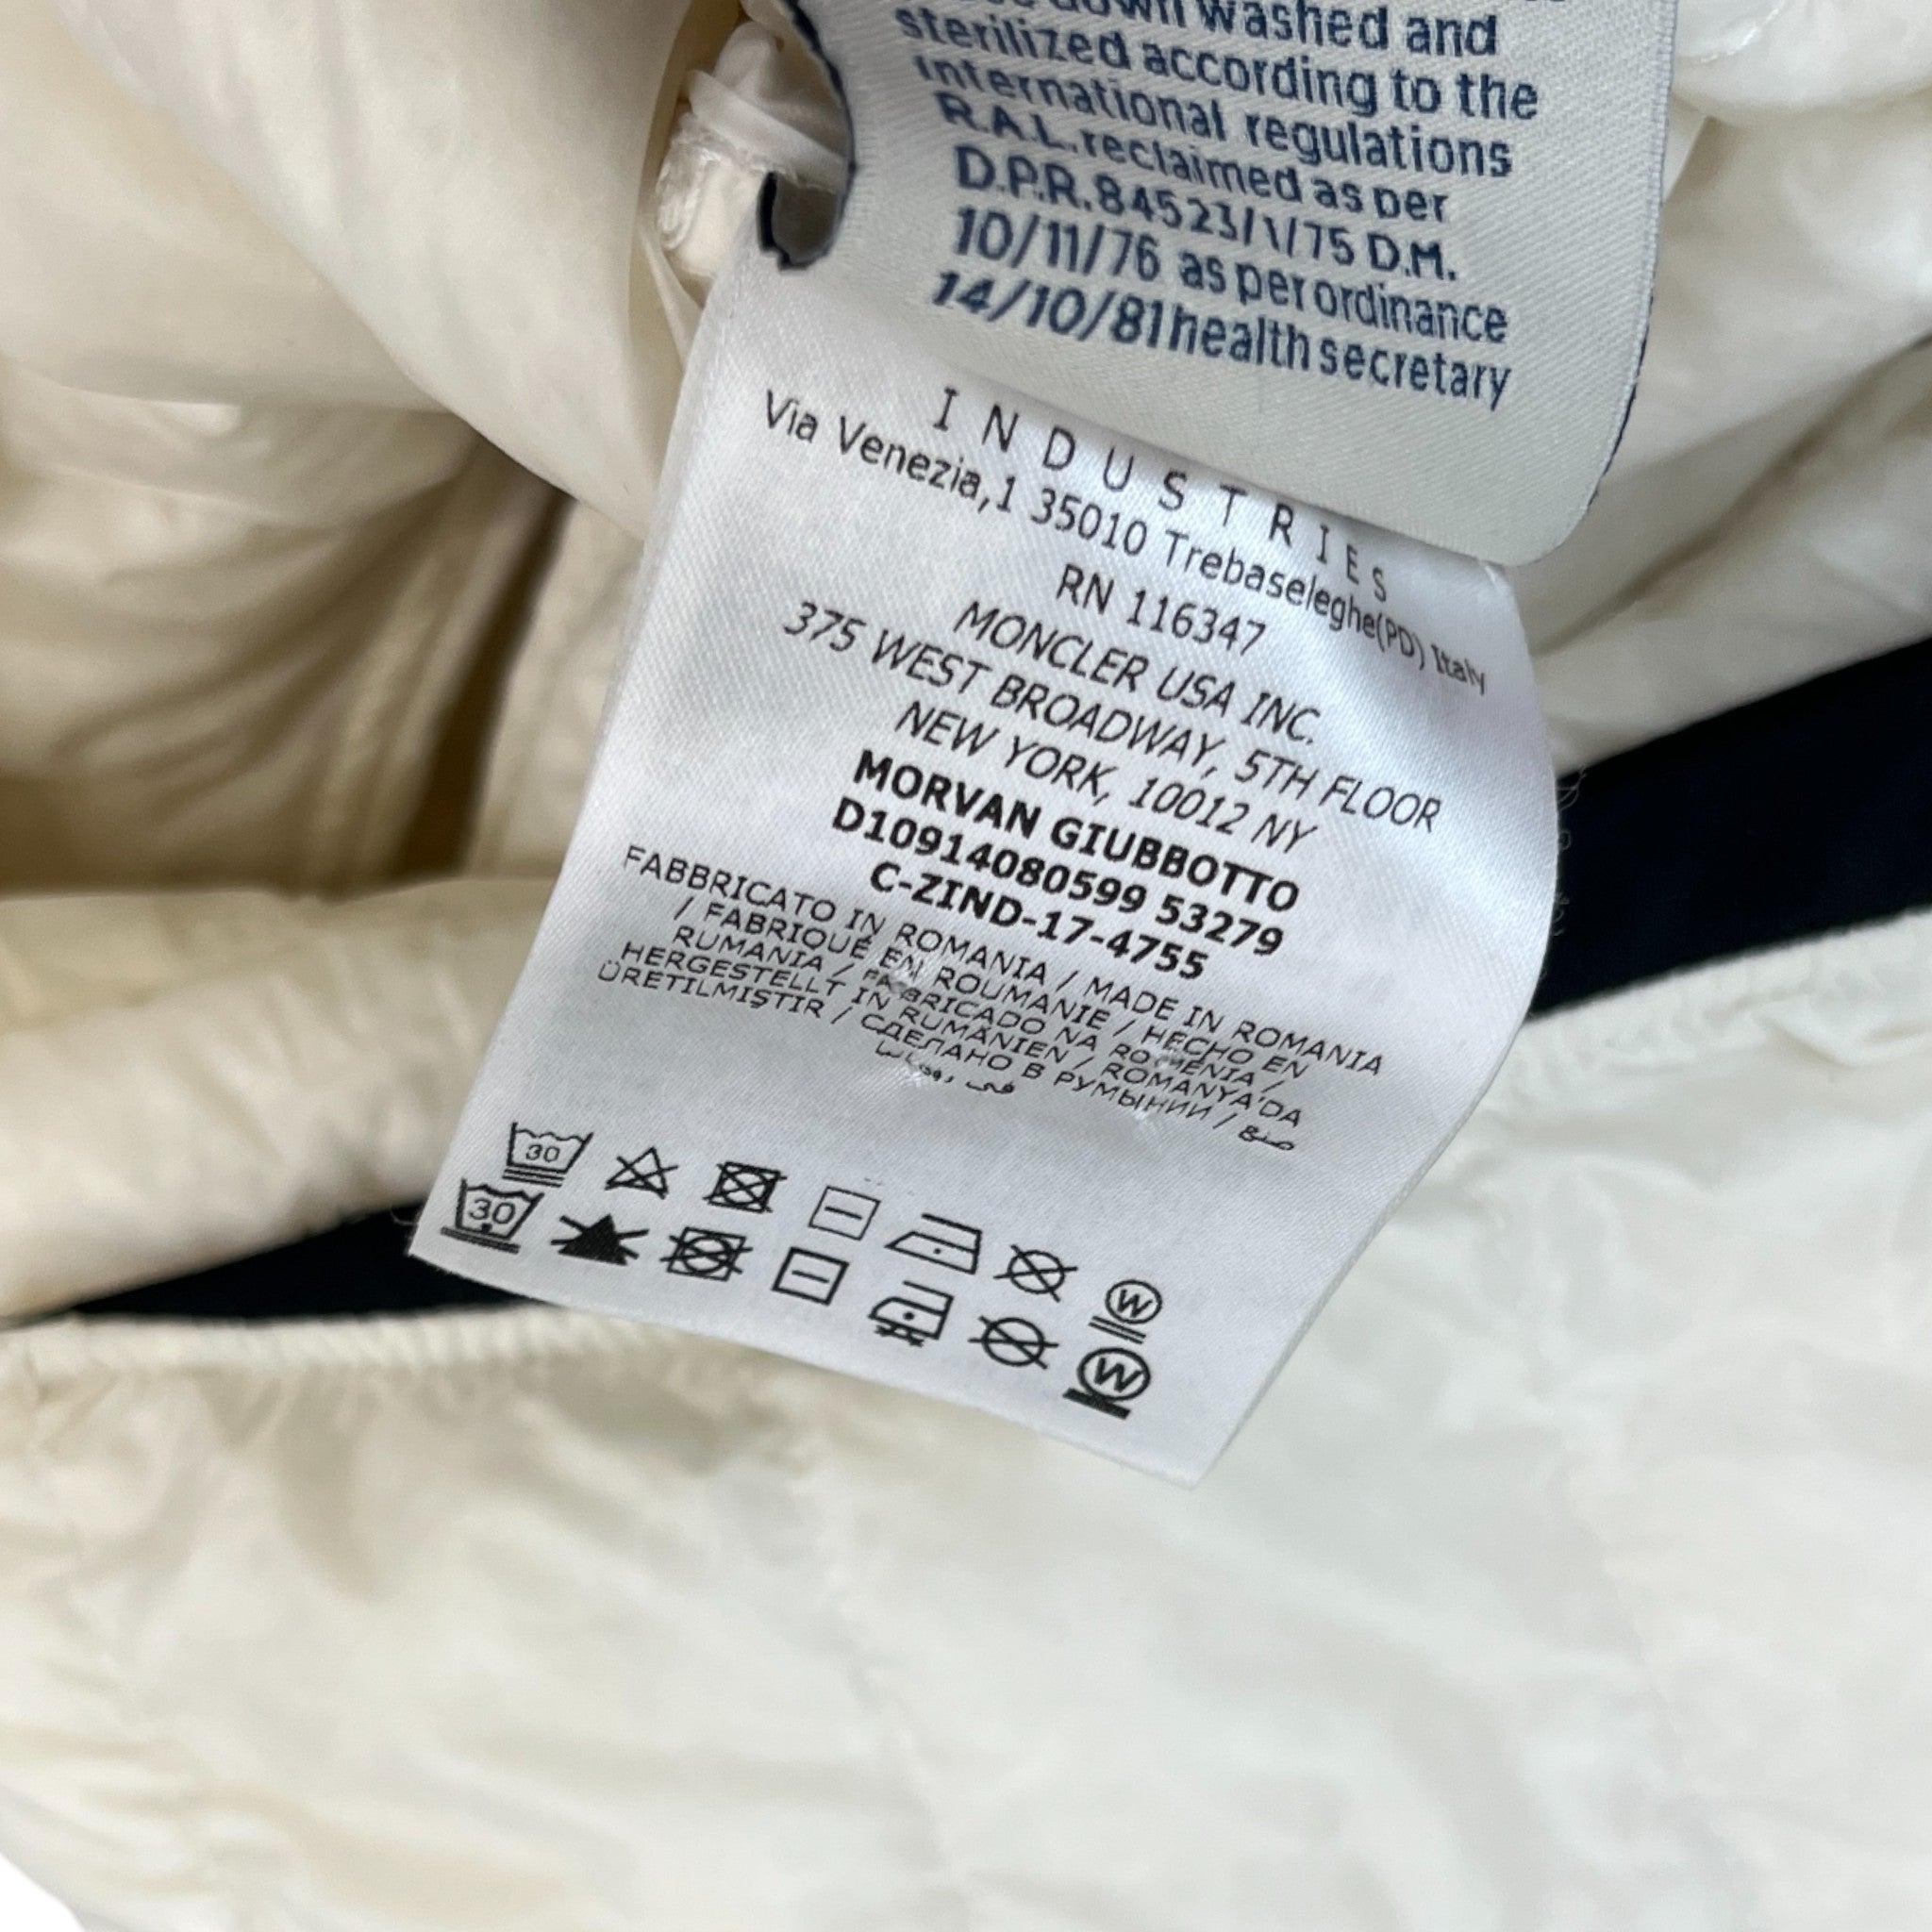 down washed and
sterilized according to the
international regulations
R.A.L. reclaimed as per
D.P.R. 84523/1/75 D.M.
10/11/76 as per ordinance
14/10/81 health secretary
INDUSTRIES
Via Venezia,1 35010 Trebaseleghe(PD) Italy
RN 116347
MONCLER USA INC.
375 WEST BROADWAY, 5TH FLOOR
NEW YORK, 10012 NY
MORVAN GIUBBOTTO
D10914080599 53279
C-ZIND-17-4755
FABBRICATO IN ROMANIA / MADE IN ROMANIA
/ FABRIQUÉ EN ROUMANIE / HECHO EN
RUMANIA / FABRICADO NA ROMÉNIA /
HERGESTELLT IN RUMÄNIEN / ROMANYA'DA
ÜRETILMIŞTIR / СДЕЛАНО В РУМЫНИИ / صنع
في رومانيا
30
W
30
W